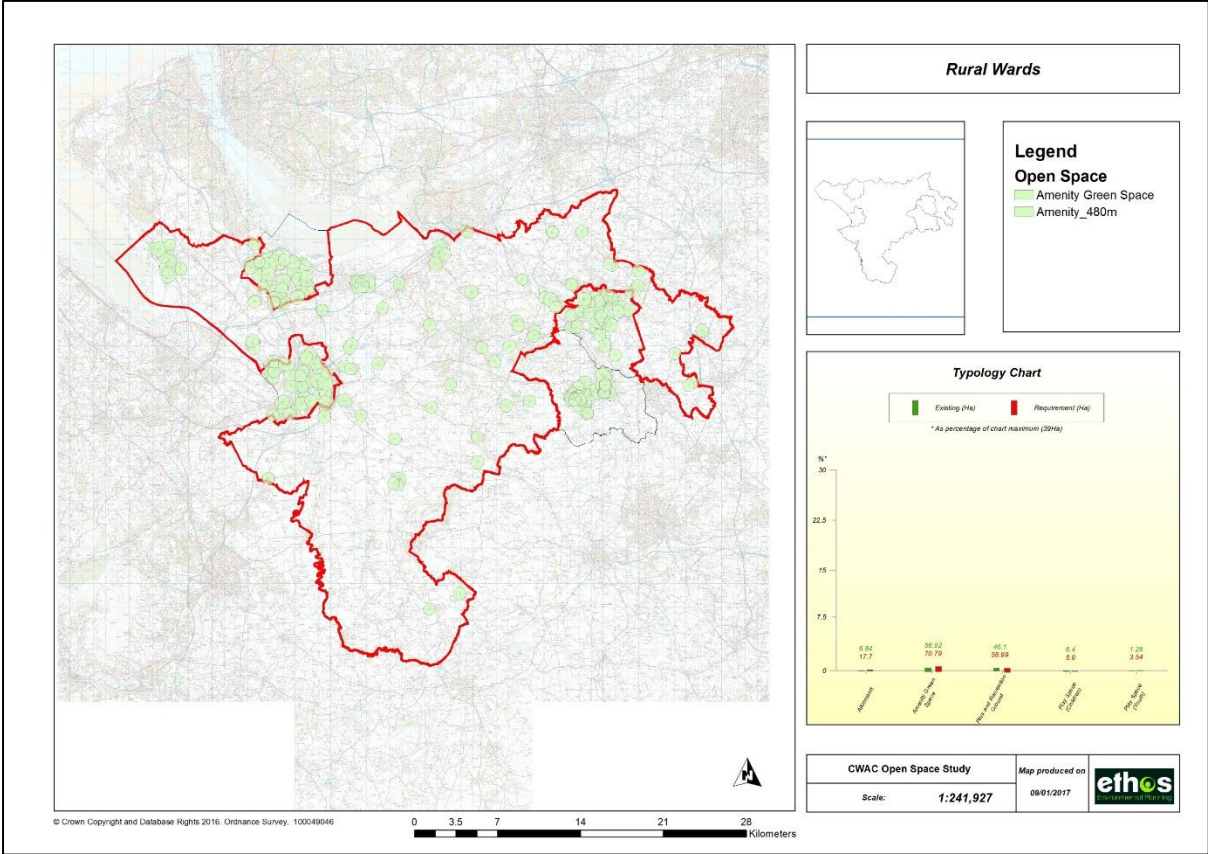 Rural Wards
Legend
Open Space
Amenity Green Space
Amenity_480m
Typology Chart
Existing (Ha)
Requirement (Ha)
* As percentage of chart maximum (39Ha)
%*
30
22.5
15
7.5
0
6.84
17.7
56.92
70.79
58.99
6.4
5.9
1.26
3.54
Allotments
Amenity Green
Space
Park and Recreation
Ground
Play Space
(Children)
Play Space
(Youth)
CWAC Open Space Study
Scale: 1:241,927
Map produced on
09/01/2017
ethos
Environmental Planning
N
© Crown Copyright and Database Rights 2016. Ordnance Survey. 100049046
0 3.5 7 14 21 28
Kilometers